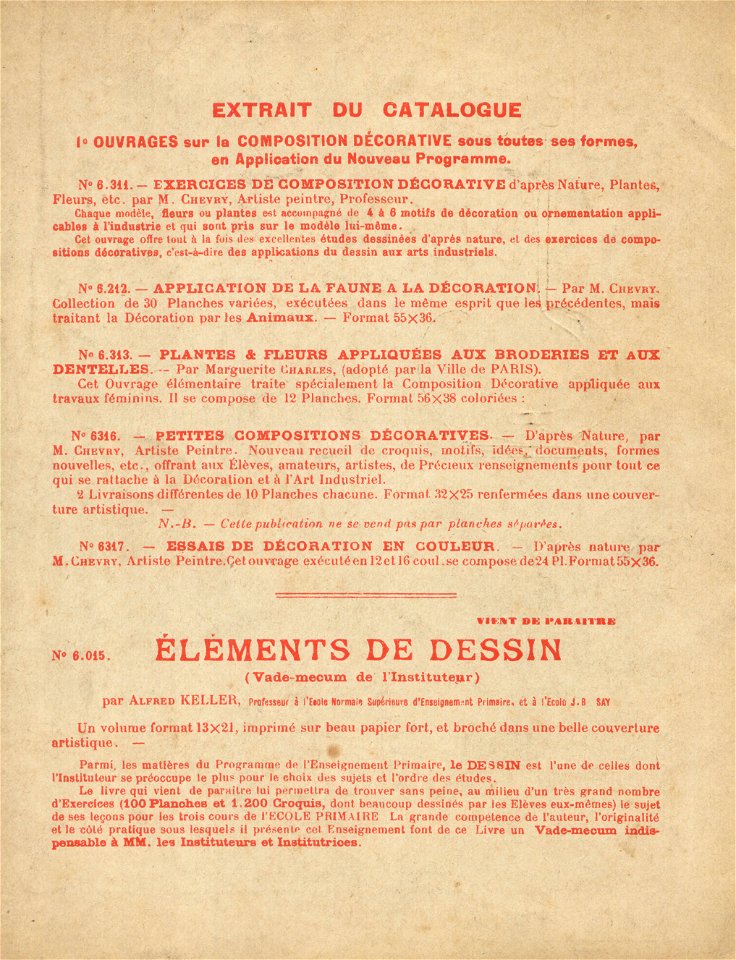 EXTRAIT DU CATALOGUE
1º OUVRAGES sur la COMPOSITION DÉCORATIVE sous toutes ses formes,
en Application du Nouveau Programme.
Nº 6.311. — EXERCICES DE COMPOSITION DÉCORATIVE d'après Nature, Plantes,
Fleurs, etc. par M. CHEVRY, Artiste peintre, Professeur.
Chaque modèle, fleurs ou plantes est accompagné de 4 à 6 motifs de décoration ou ornementation appli-
cables à l'industrie et qui sont pris sur le modèle lui-même.
Cet ouvrage offre tout à la fois des excellentes études dessinées d'après nature, et des exercices de compo-
sitions décoratives, c'est-à-dire des applications du dessin aux arts industriels.
Nº 6.212. — APPLICATION DE LA FAUNE A LA DÉCORATION. — Par M. CHEVRY.
Collection de 30 Planches variées, exécutées dans le même esprit que les précédentes, mais
traitant la Décoration par les Animaux. — Format 55×36.
Nº 6.313. — PLANTES & FLEURS APPLIQUÉES AUX BRODERIES ET AUX
DENTELLES. — Par Marguerite CHARLES, (adopté par la Ville de PARIS).
Cet Ouvrage élémentaire traite spécialement la Composition Décorative appliquée aux
travaux féminins. Il se compose de 12 Planches. Format 56×38 coloriées :
Nº 6316. — PETITES COMPOSITIONS DÉCORATIVES. — D'après Nature, par
M. CHEVRY, Artiste Peintre. Nouveau recueil de croquis, motifs, idées, documents, formes
nouvelles, etc., offrant aux Élèves, amateurs, artistes, de Précieux renseignements pour tout ce
qui se rattache à la Décoration et à l'Art Industriel.
2 Livraisons différentes de 10 Planches chacune. Format 32×25 renfermées dans une couver-
ture artistique. —
N.-B. — Cette publication ne se vend pas par planches séparées.
Nº 6317. — ESSAIS DE DÉCORATION EN COULEUR. — D'après nature par
M. CHEVRY, Artiste Peintre. Cet ouvrage exécuté en 12 et 16 coul. se compose de 24 Pl. Format 55×36.
VIENT DE PARAITRE
Nº 6.015. ÉLÉMENTS DE DESSIN
(Vade-mecum de l'Instituteur)
par ALFRED KELLER, Professeur à l'Ecole Normale Supérieure d'Enseignement Primaire, et à l'Ecole J.B SAY
Un volume format 13×21, imprimé sur beau papier fort, et broché dans une belle couverture
artistique. —
Parmi, les matières du Programme de l'Enseignement Primaire, le DESSIN est l'une de celles dont
l'Instituteur se préoccupe le plus pour le choix des sujets et l'ordre des études.
Le livre qui vient de paraitre lui permettra de trouver sans peine, au milieu d'un très grand nombre
d'Exercices (100 Planches et 1.200 Croquis, dont beaucoup dessinés par les Elèves eux-mêmes) le sujet
de ses leçons pour les trois cours de l'ECOLE PRIMAIRE La grande competence de l'auteur, l'originalité
et le côté pratique sous lesquels il présente cet Enseignement font de ce Livre un Vade-mecum indis-
pensable à MM. les Instituteurs et Institutrices.